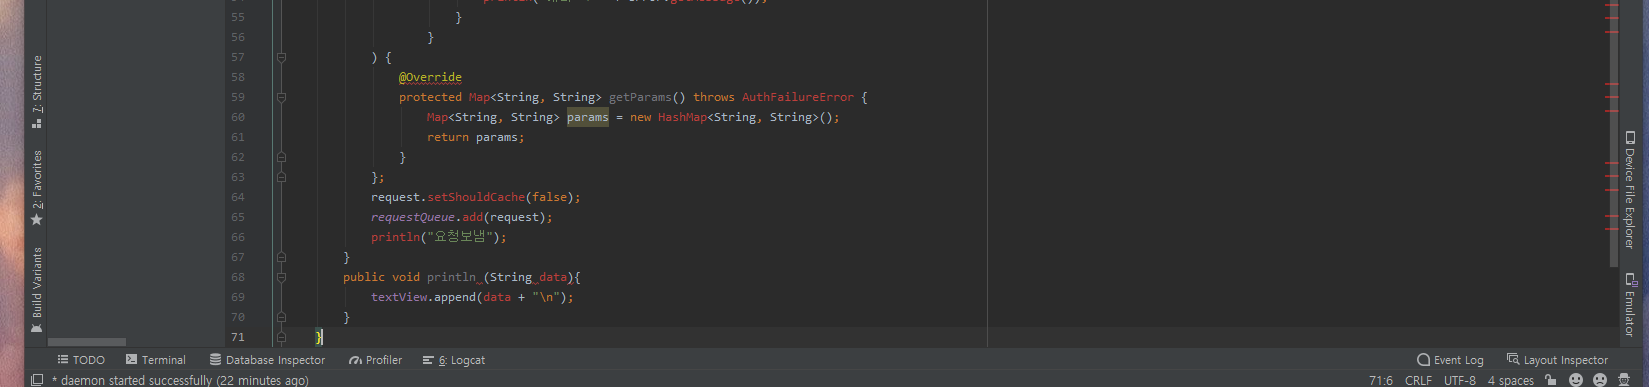 55 }
56 }
57 ) {
58 @Override
59 protected Map<String, String> getParams() throws AuthFailureError {
60 Map<String, String> params = new HashMap<String, String>();
61 return params;
62 }
63 };
64 request.setShouldCache(false);
65 requestQueue.add(request);
66 println("요청보냄");
67 }
68 public void println (String data){
69 textView.append(data + "\n");
70 }
71 }
7: Structure
2: Favorites
Build Variants
Device File Explorer
Emulator
TODO Terminal Database Inspector Profiler 6: Logcat Event Log Layout Inspector
* daemon started successfully (22 minutes ago) 71:6 CRLF UTF-8 4 spaces